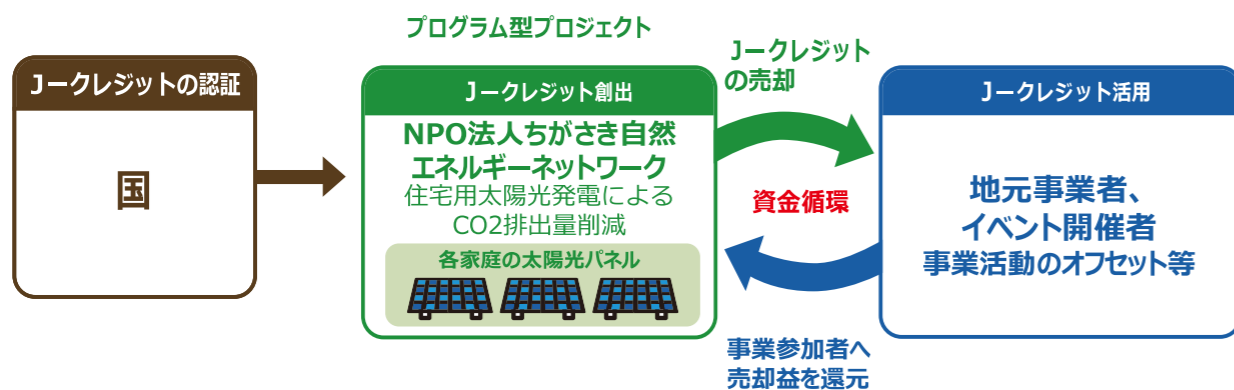 プログラム型プロジェクト
Jークレジットの認証
国
Jークレジット創出
NPO法人ちがさき自然
エネルギーネットワーク
住宅用太陽光発電による
CO2排出量削減
各家庭の太陽光パネル
Jークレジット
の売却
資金循環
事業参加者へ
売却益を還元
Jークレジット活用
地元事業者、
イベント開催者
事業活動のオフセット等